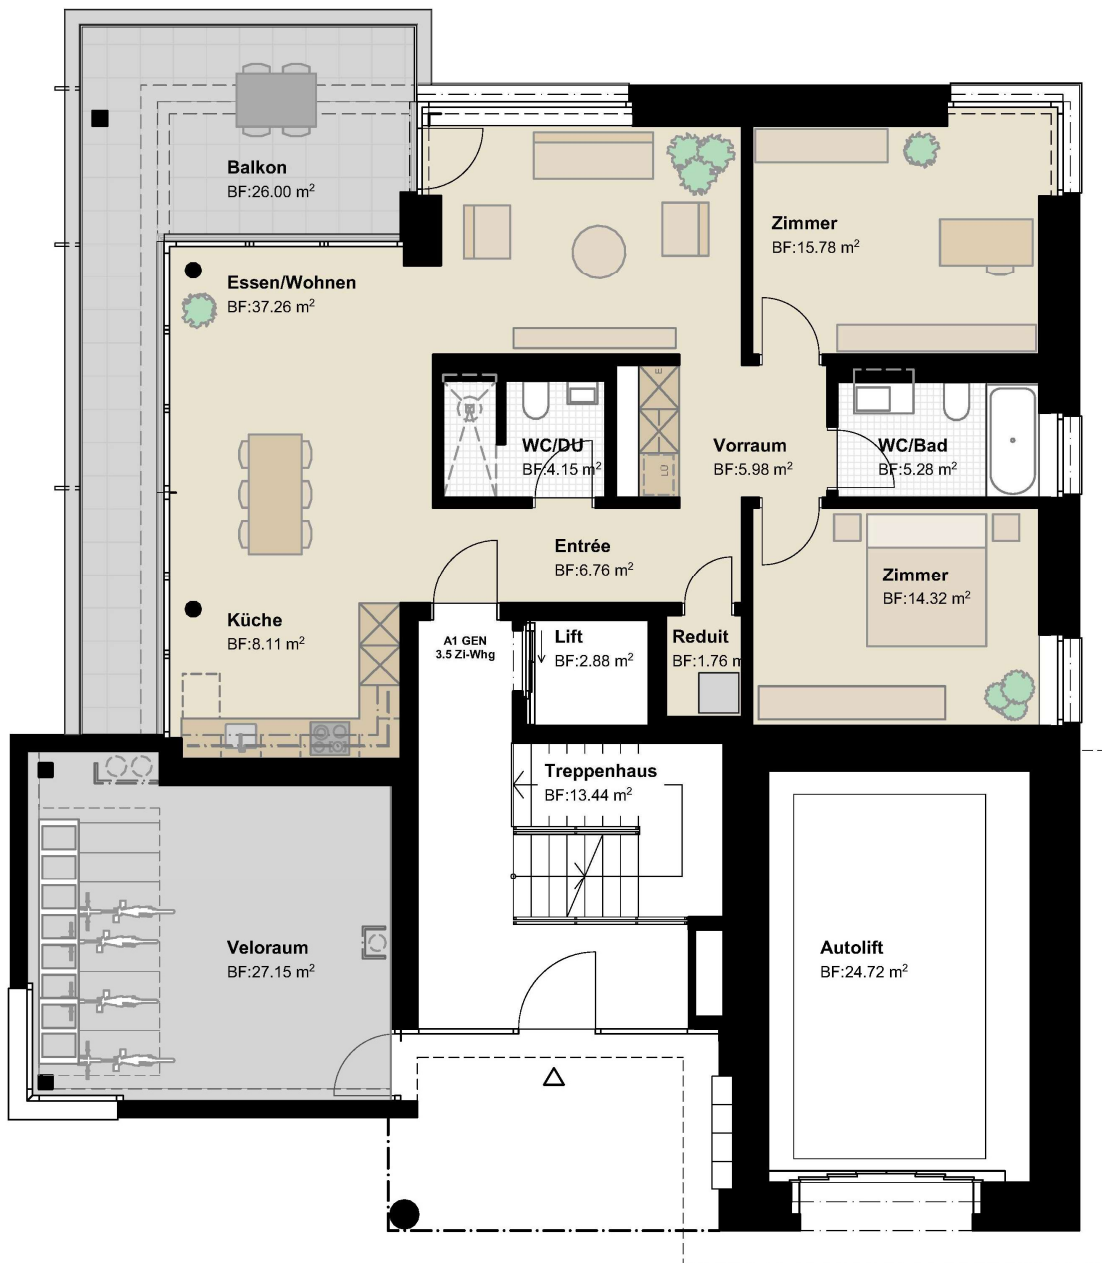 Balkon
BF:26.00 m²
Zimmer
BF:15.78 m²
Essen/Wohnen
BF:37.26 m²
E
WC/DU
BF:4.15 m²
LU
Vorraum
BF:5.98 m²
WC/Bad
BF:5.28 m²
Entrée
BF:6.76 m²
Zimmer
BF:14.32 m²
Küche
BF:8.11 m²
A1 GEN
3.5 Zi-Whg
Lift
BF:2.88 m²
Reduit
BF:1.76 m
Treppenhaus
BF:13.44 m²
Veloraum
BF:27.15 m²
Autolift
BF:24.72 m²